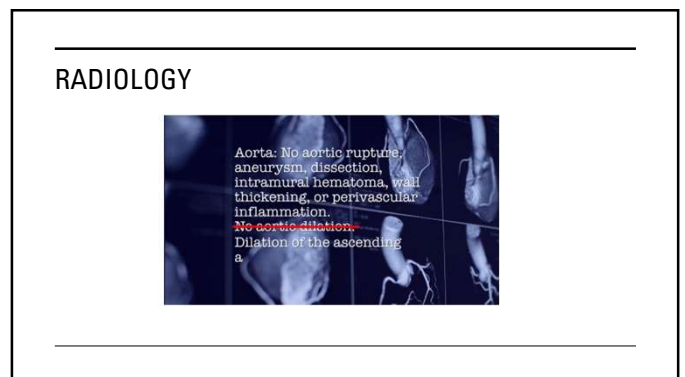 RADIOLOGY
Aorta: No aortic rupture,
aneurysm, dissection,
intramural hematoma, wall
thickening, or perivascular
inflammation.
No aortic dilation.
Dilation of the ascending
a